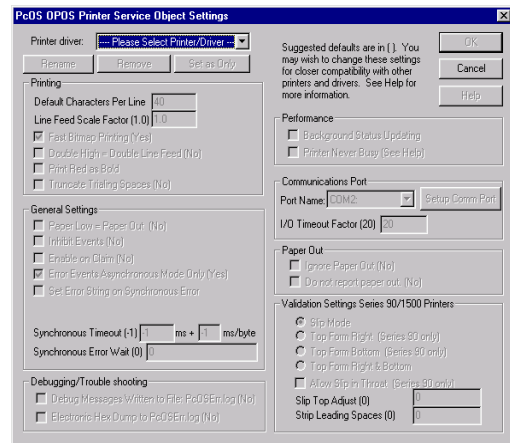 PcOS OPOS Printer Service Object Settings
Printer driver: --- Please Select Printer/Driver ---
Rename Remove Set as Only
Suggested defaults are in ( ). You
may wish to change these settings
for closer compatibility with other
printers and drivers. See Help for
more information.
OK
Cancel
Help
Printing
Default Characters Per Line 40
Line Feed Scale Factor (1.0) 1.0
Fast Bitmap Printing (Yes)
Double High = Double Line Feed (No)
Print Red as Bold
Truncate Trialing Spaces (No)
General Settings
Paper Low = Paper Out (No)
Inhibit Events (No)
Enable on Claim (No)
Error Events Asynchronous Mode Only (Yes)
Set Error String on Synchronous Error
Synchronous Timeout (-1) -1 ms + -1 ms/byte
Synchronous Error Wait (0) 0
Debugging/Trouble shooting
Debug Messages Written to File: PcOSErr.log (No)
Electronic Hex Dump to PcOSErr.log (No)
Performance
Background Status Updating
Printer Never Busy (See Help)
Communications Port
Port Name: COM2: Setup Comm Port
I/O Timeout Factor (20) 20
Paper Out
Ignore Paper Out (No)
Do not report paper out. (No)
Validation Settings Series 90/1500 Printers
Slip Mode
Top Form Right (Series 90 only)
Top Form Bottom (Series 90 only)
Top Form Right & Bottom
Allow Slip in Throat (Series 90 only)
Slip Top Adjust (0) 0
Strip Leading Spaces (0) 0